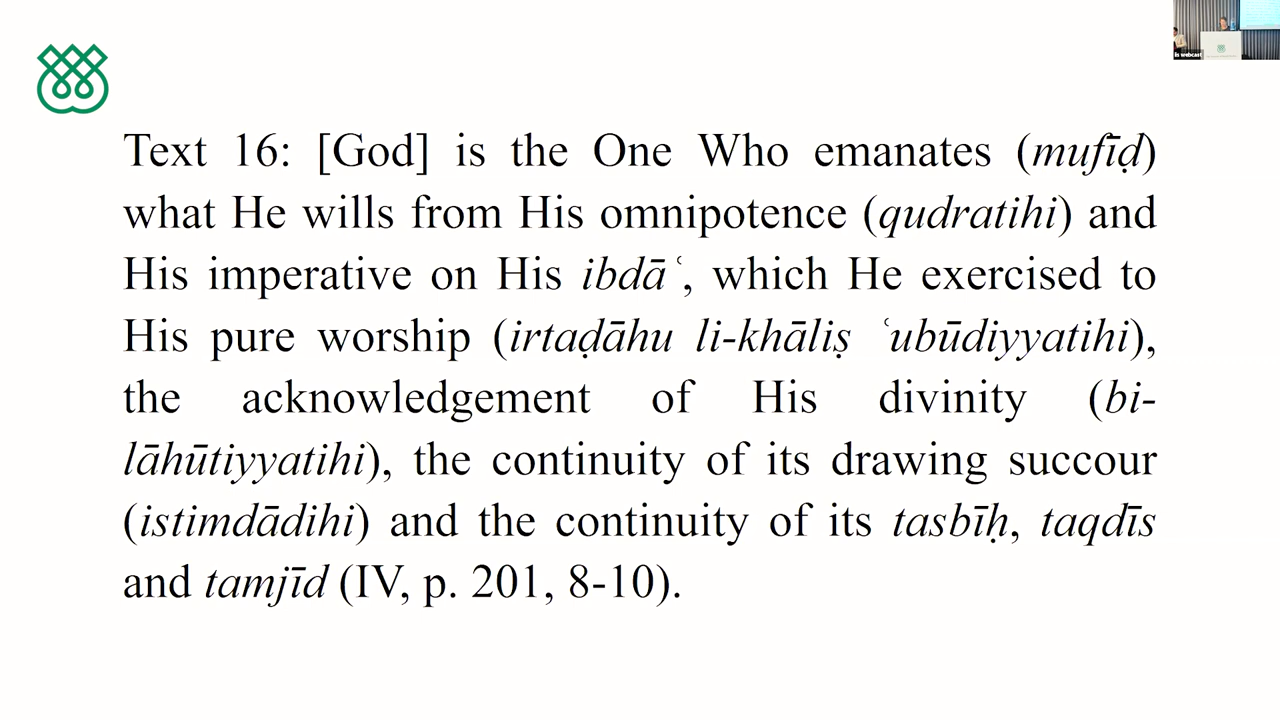 is webcast
Text 16: [God] is the One Who emanates (mufīḍ)
what He wills from His omnipotence (qudratihi) and
His imperative on His ibdāʿ, which He exercised to
His pure worship (irtaḍāhu li-khāliṣ ʿubūdiyyatihi),
the acknowledgement of His divinity (bi-
lāhūtiyyatihi), the continuity of its drawing succour
(istimdādihi) and the continuity of its tasbīḥ, taqdīs
and tamjīd (IV, p. 201, 8-10).